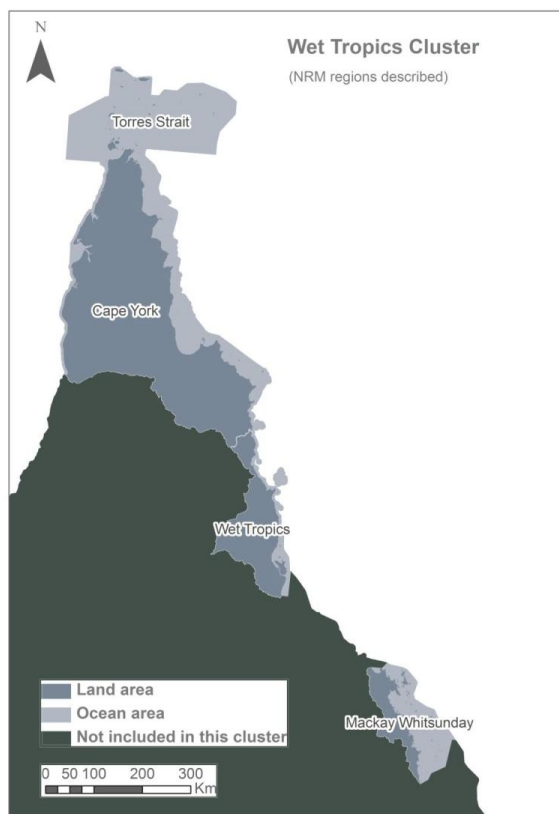 N
Wet Tropics Cluster
(NRM regions described)
Torres Strait
Cape York
Wet Tropics
Mackay Whitsunday
Land area
Ocean area
Not included in this cluster
0 50 100 200 300
Km